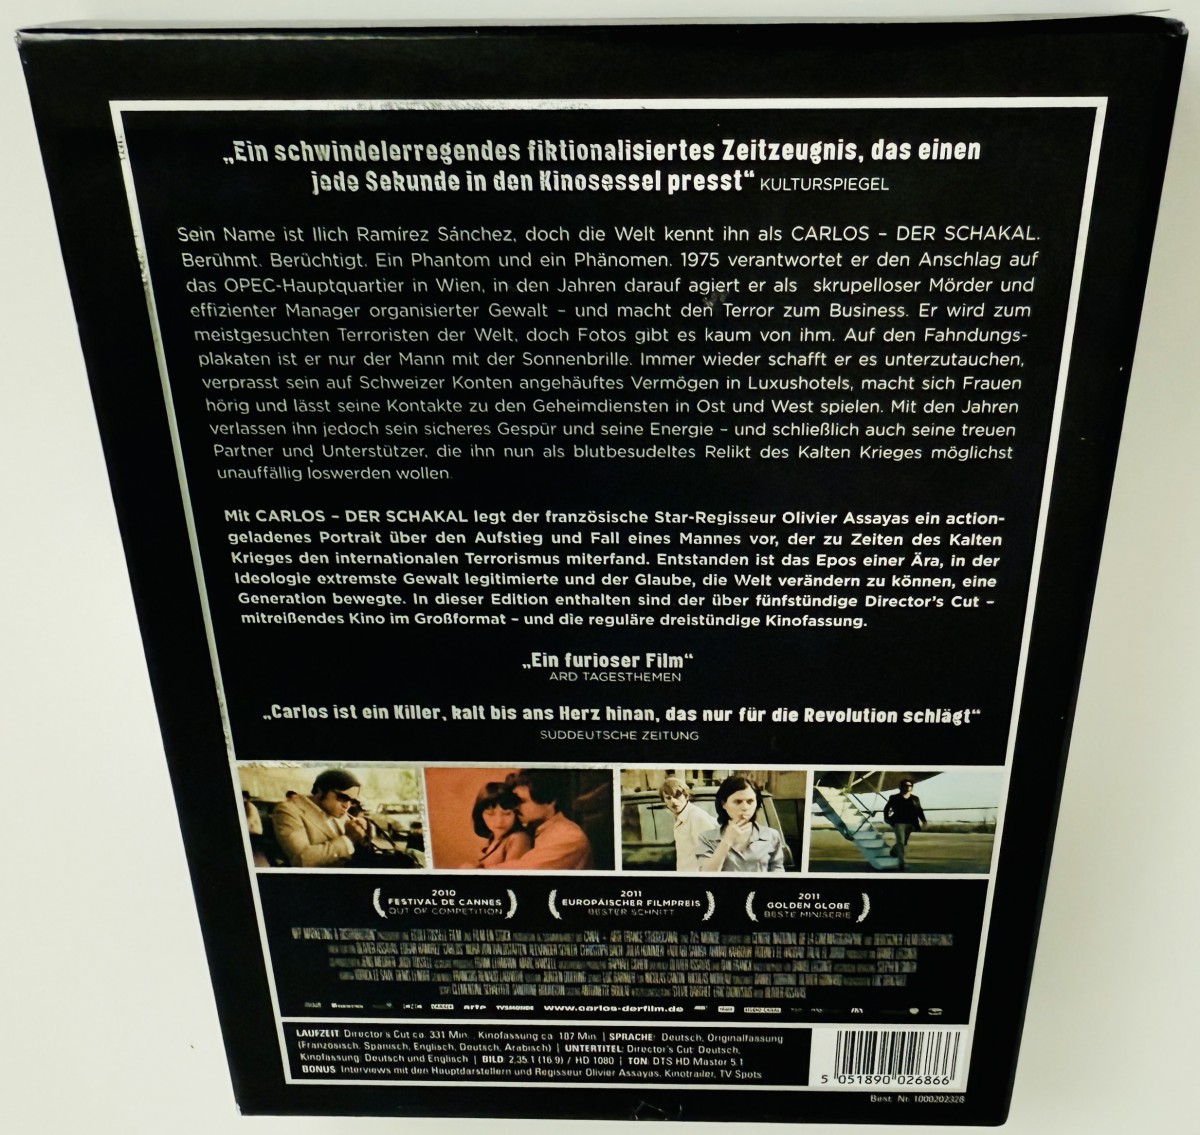 „Ein schwindelerregendes fiktionalisiertes Zeitzeugnis, das einen
jede Sekunde in den Kinosessel presst“ KULTURSPIEGEL
Sein Name ist Ilich Ramírez Sánchez, doch die Welt kennt ihn als CARLOS – DER SCHAKAL.
Berühmt. Berüchtigt. Ein Phantom und ein Phänomen. 1975 verantwortet er den Anschlag auf
das OPEC-Hauptquartier in Wien, in den Jahren darauf agiert er als skrupelloser Mörder und
effizienter Manager organisierter Gewalt – und macht den Terror zum Business. Er wird zum
meistgesuchten Terroristen der Welt, doch Fotos gibt es kaum von ihm. Auf den Fahndungs-
plakaten ist er nur der Mann mit der Sonnenbrille. Immer wieder schafft er es unterzutauchen,
verprasst sein auf Schweizer Konten angehäuftes Vermögen in Luxushotels, macht sich Frauen
hörig und lässt seine Kontakte zu den Geheimdiensten in Ost und West spielen. Mit den Jahren
verlassen ihn jedoch sein sicheres Gespür und seine Energie – und schließlich auch seine treuen
Partner und Unterstützer, die ihn nun als blutbesudeltes Relikt des Kalten Krieges möglichst
unauffällig loswerden wollen.
Mit CARLOS – DER SCHAKAL legt der französische Star-Regisseur Olivier Assayas ein action-
geladenes Portrait über den Aufstieg und Fall eines Mannes vor, der zu Zeiten des Kalten
Krieges den internationalen Terrorismus miterfand. Entstanden ist das Epos einer Ära, in der
Ideologie extremste Gewalt legitimierte und der Glaube, die Welt verändern zu können, eine
Generation bewegte. In dieser Edition enthalten sind der über fünfstündige Director's Cut –
mitreißendes Kino im Großformat – und die reguläre dreistündige Kinofassung.
„Ein furioser Film“
ARD TAGESTHEMEN
„Carlos ist ein Killer, kalt bis ans Herz hinan, das nur für die Revolution schlägt“
SÜDDEUTSCHE ZEITUNG
2010
FESTIVAL DE CANNES
OUT OF COMPETITION
2011
EUROPÄISCHER FILMPREIS
BESTER SCHNITT
2011
GOLDEN GLOBE
BESTE MINISERIE
arte TV5MONDE www.carlos-derfilm.de
LAUFZEIT: Director's Cut ca. 331 Min., Kinofassung ca. 187 Min. | SPRACHE: Deutsch, Originalfassung
(Französisch, Spanisch, Englisch, Deutsch, Arabisch) | UNTERTITEL: Director's Cut: Deutsch,
Kinofassung: Deutsch und Englisch | BILD: 2.35:1 (16:9) / HD 1080 | TON: DTS HD Master 5.1
BONUS: Interviews mit den Hauptdarstellern und Regisseur Olivier Assayas, Kinotrailer, TV Spots
5 051890 026866
Best. Nr. 1000202328